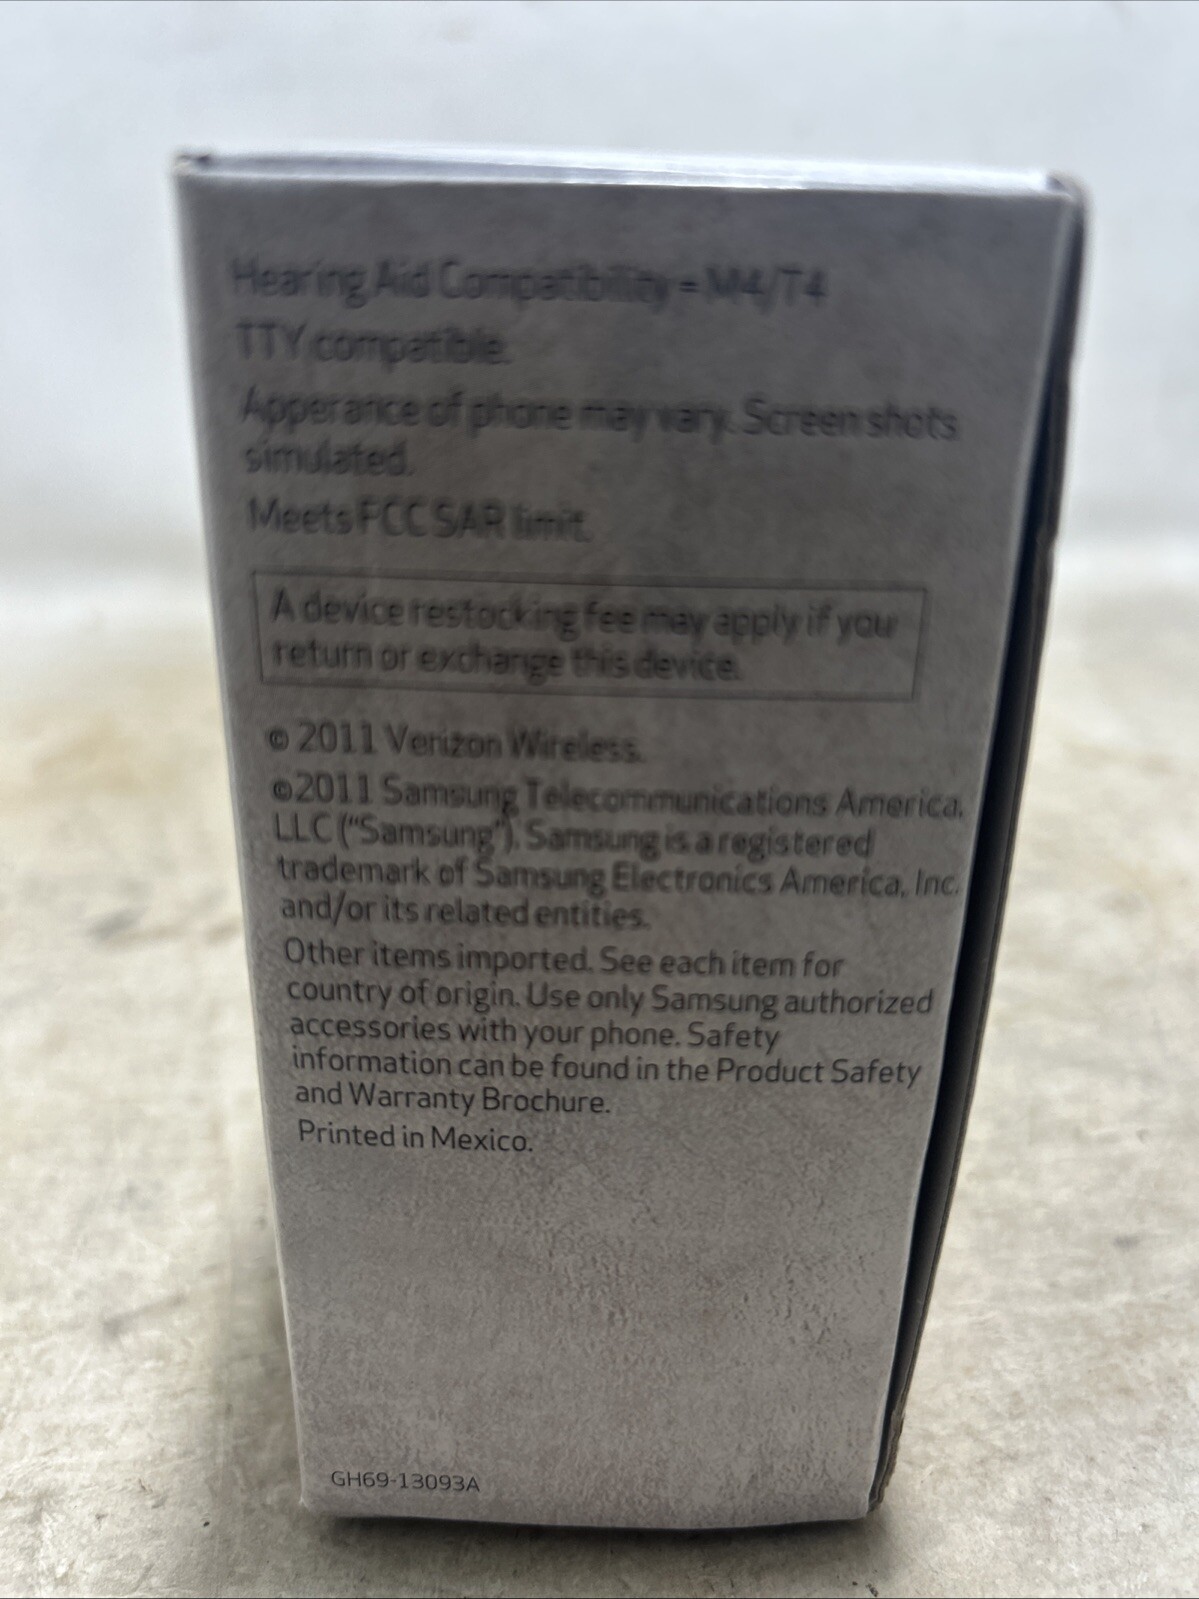 Hearing Aid Compatibility = M4/T4
TTY compatible.
Apperance of phone may vary. Screen shots
simulated.
Meets FCC SAR limit.
A device restocking fee may apply if you
return or exchange this device.
© 2011 Verizon Wireless.
©2011 Samsung Telecommunications America,
LLC (“Samsung”). Samsung is a registered
trademark of Samsung Electronics America, Inc.
and/or its related entities.
Other items imported. See each item for
country of origin. Use only Samsung authorized
accessories with your phone. Safety
information can be found in the Product Safety
and Warranty Brochure.
Printed in Mexico.
GH69-13093A